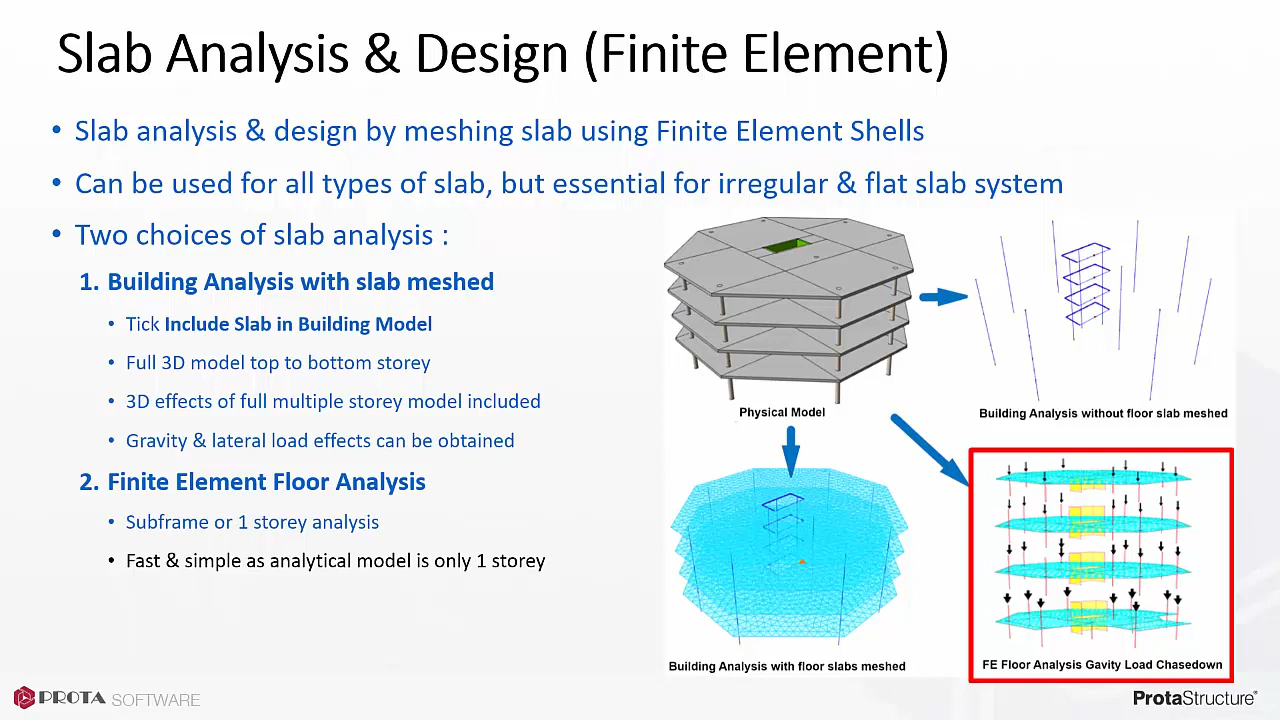 Slab Analysis & Design (Finite Element)
• Slab analysis & design by meshing slab using Finite Element Shells
• Can be used for all types of slab, but essential for irregular & flat slab system
• Two choices of slab analysis :
1. Building Analysis with slab meshed
• Tick Include Slab in Building Model
• Full 3D model top to bottom storey
• 3D effects of full multiple storey model included
• Gravity & lateral load effects can be obtained
2. Finite Element Floor Analysis
• Subframe or 1 storey analysis
• Fast & simple as analytical model is only 1 storey
Physical Model
Building Analysis without floor slab meshed
Building Analysis with floor slabs meshed
FE Floor Analysis Gavity Load Chasedown
PROTA SOFTWARE
ProtaStructure®